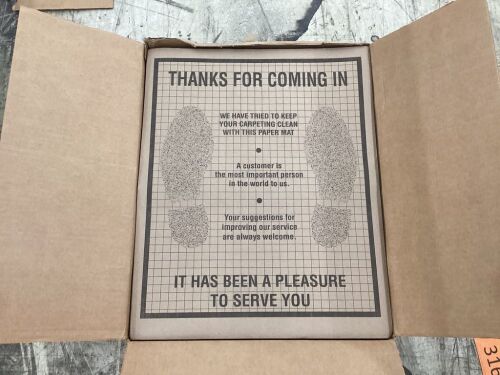 THANKS FOR COMING IN
WE HAVE TRIED TO KEEP
YOUR CARPETING CLEAN
WITH THIS PAPER MAT
A customer is
the most important person
in the world to us.
Your suggestions for
improving our service
are always welcome.
IT HAS BEEN A PLEASURE
TO SERVE YOU